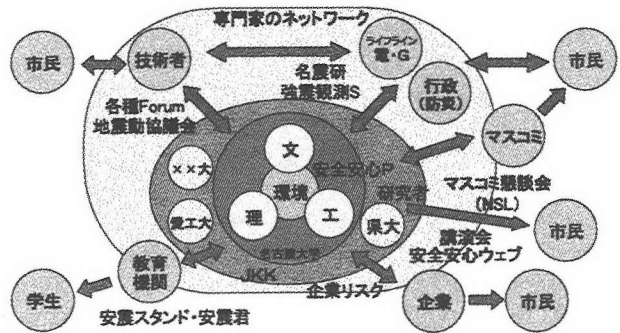 専門家のネットワーク
市民
技術者
ライフライン
電・G
市民
名震研
強震観測S
行政
(防災)
各種Forum
地震動協議会
マスコミ
文
××大
安全安心P
環境
研究者
マスコミ懇談会
(NSL)
愛工大
理
工
県大
市民
名古屋大学
講演会
安全安心ウェブ
教育
機関
JKK
企業リスク
学生
安震スタンド・安震君
企業
市民